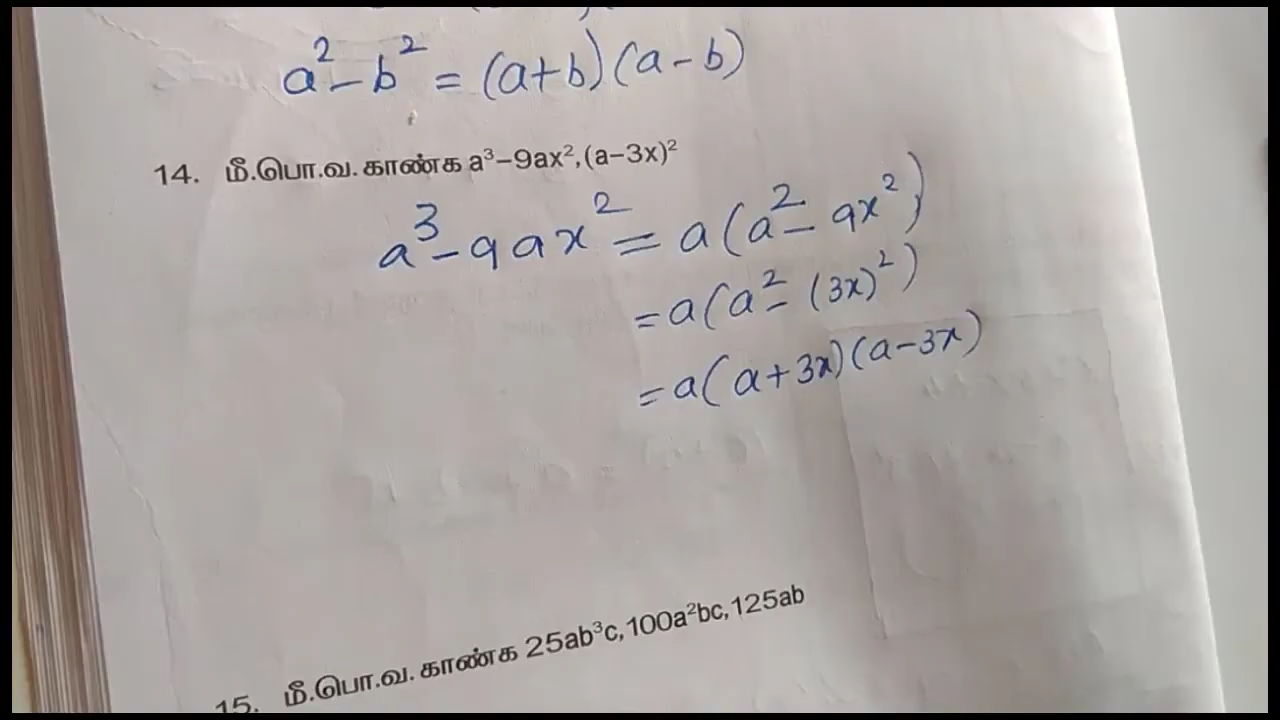 a² - b² = (a+b)(a-b)
14. மீ.பொ.வ. காண்க a³–9ax², (a–3x)²
a³ - 9ax² = a(a² - 9x²)
= a(a² - (3x)²)
= a(a+3x)(a-3x)
15. மீ.பொ.வ. காண்க 25ab³c, 100a²bc, 125ab